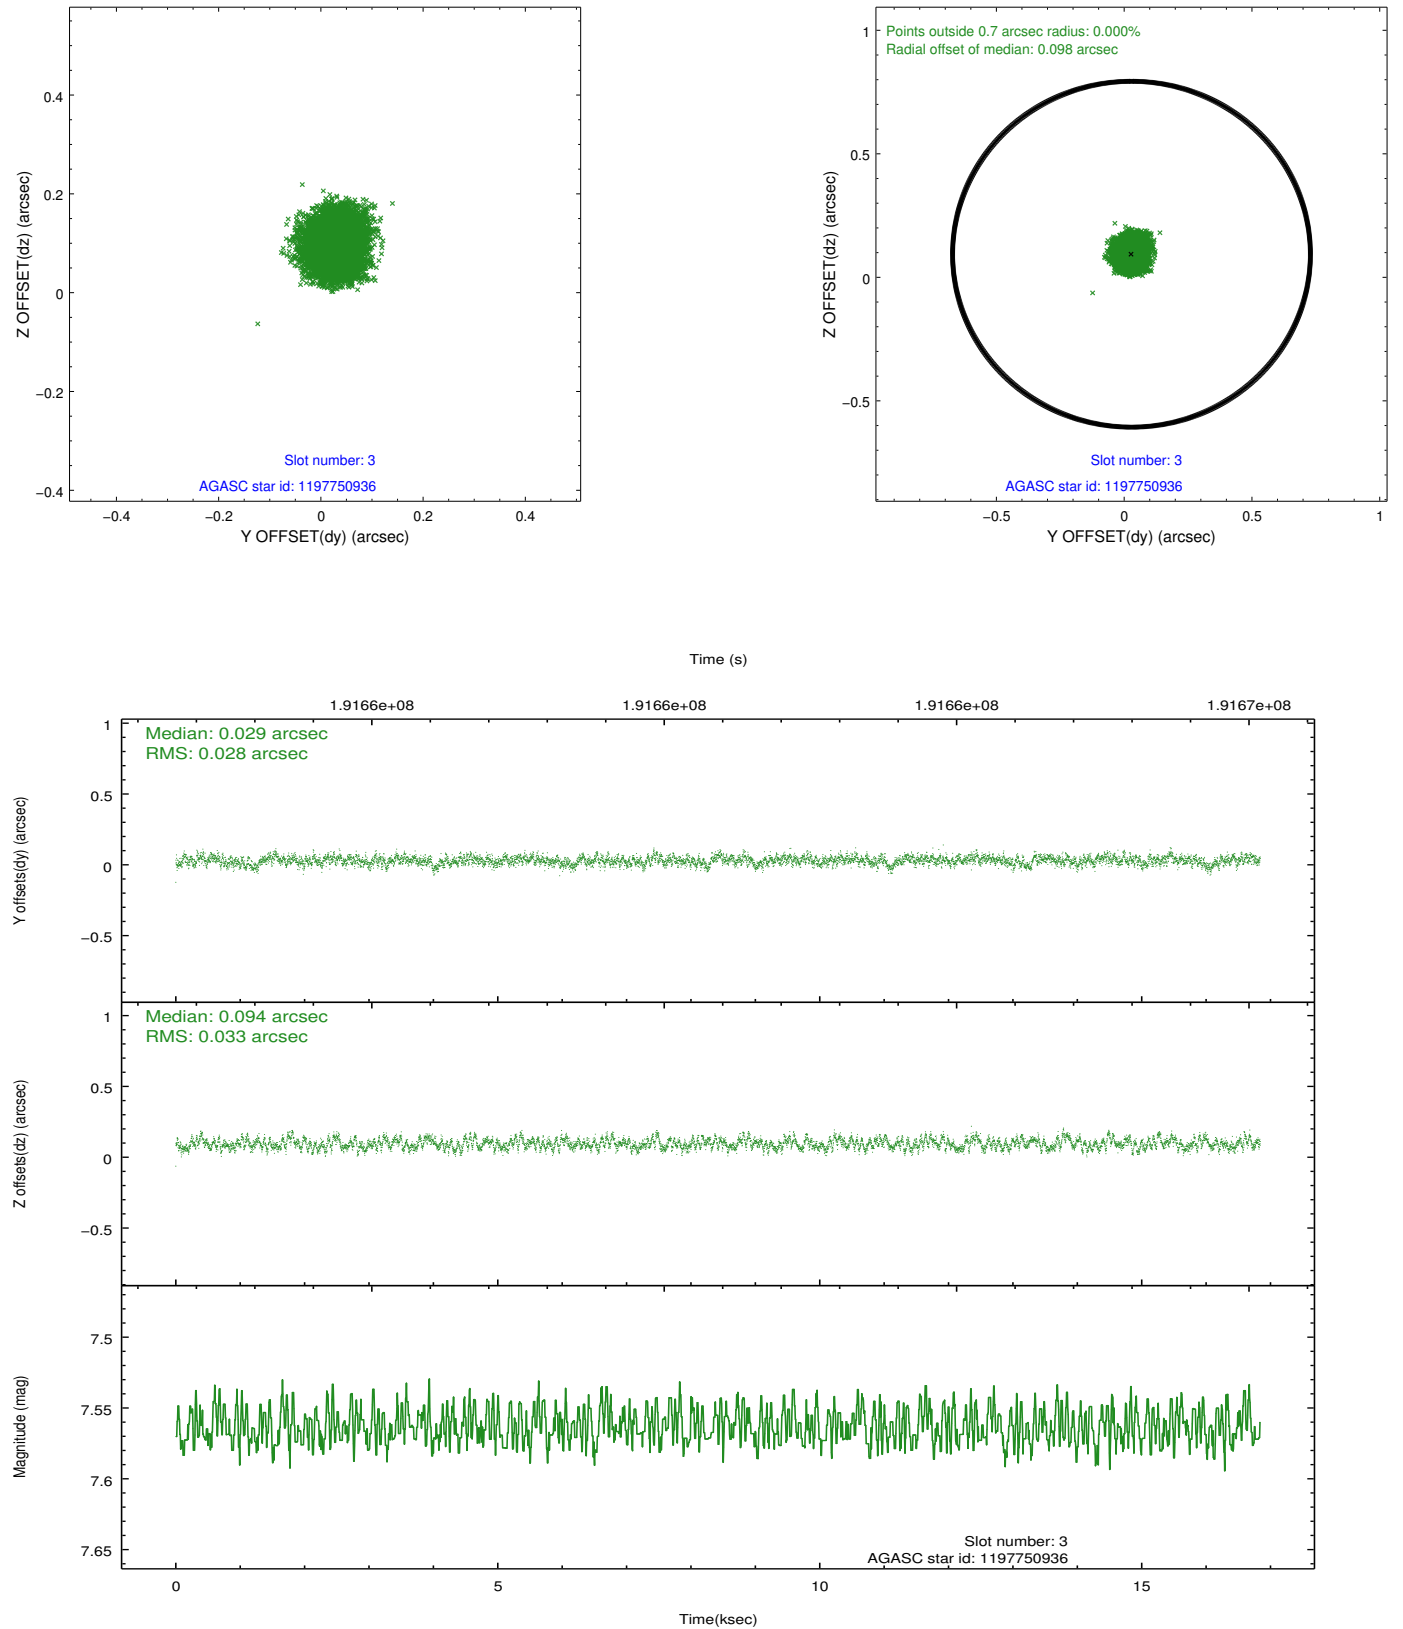 0.4
0.2
0
−0.2
−0.4
Z OFFSET(dz) (arcsec)
Slot number: 3
AGASC star id: 1197750936
−0.4 −0.2 0 0.2 0.4
Y OFFSET(dy) (arcsec)
Points outside 0.7 arcsec radius: 0.000%
Radial offset of median: 0.098 arcsec
1
0.5
0
−0.5
Z OFFSET(dz) (arcsec)
Slot number: 3
AGASC star id: 1197750936
−0.5 0 0.5 1
Y OFFSET(dy) (arcsec)
Time (s)
1.9166e+08 1.9166e+08 1.9166e+08 1.9167e+08
Median: 0.029 arcsec
RMS: 0.028 arcsec
1
0.5
0
−0.5
Y offsets(dy) (arcsec)
Median: 0.094 arcsec
RMS: 0.033 arcsec
1
0.5
0
−0.5
Z offsets(dz) (arcsec)
7.5
7.55
7.6
7.65
Magnitude (mag)
Slot number: 3
AGASC star id: 1197750936
0 5 10 15
Time(ksec)